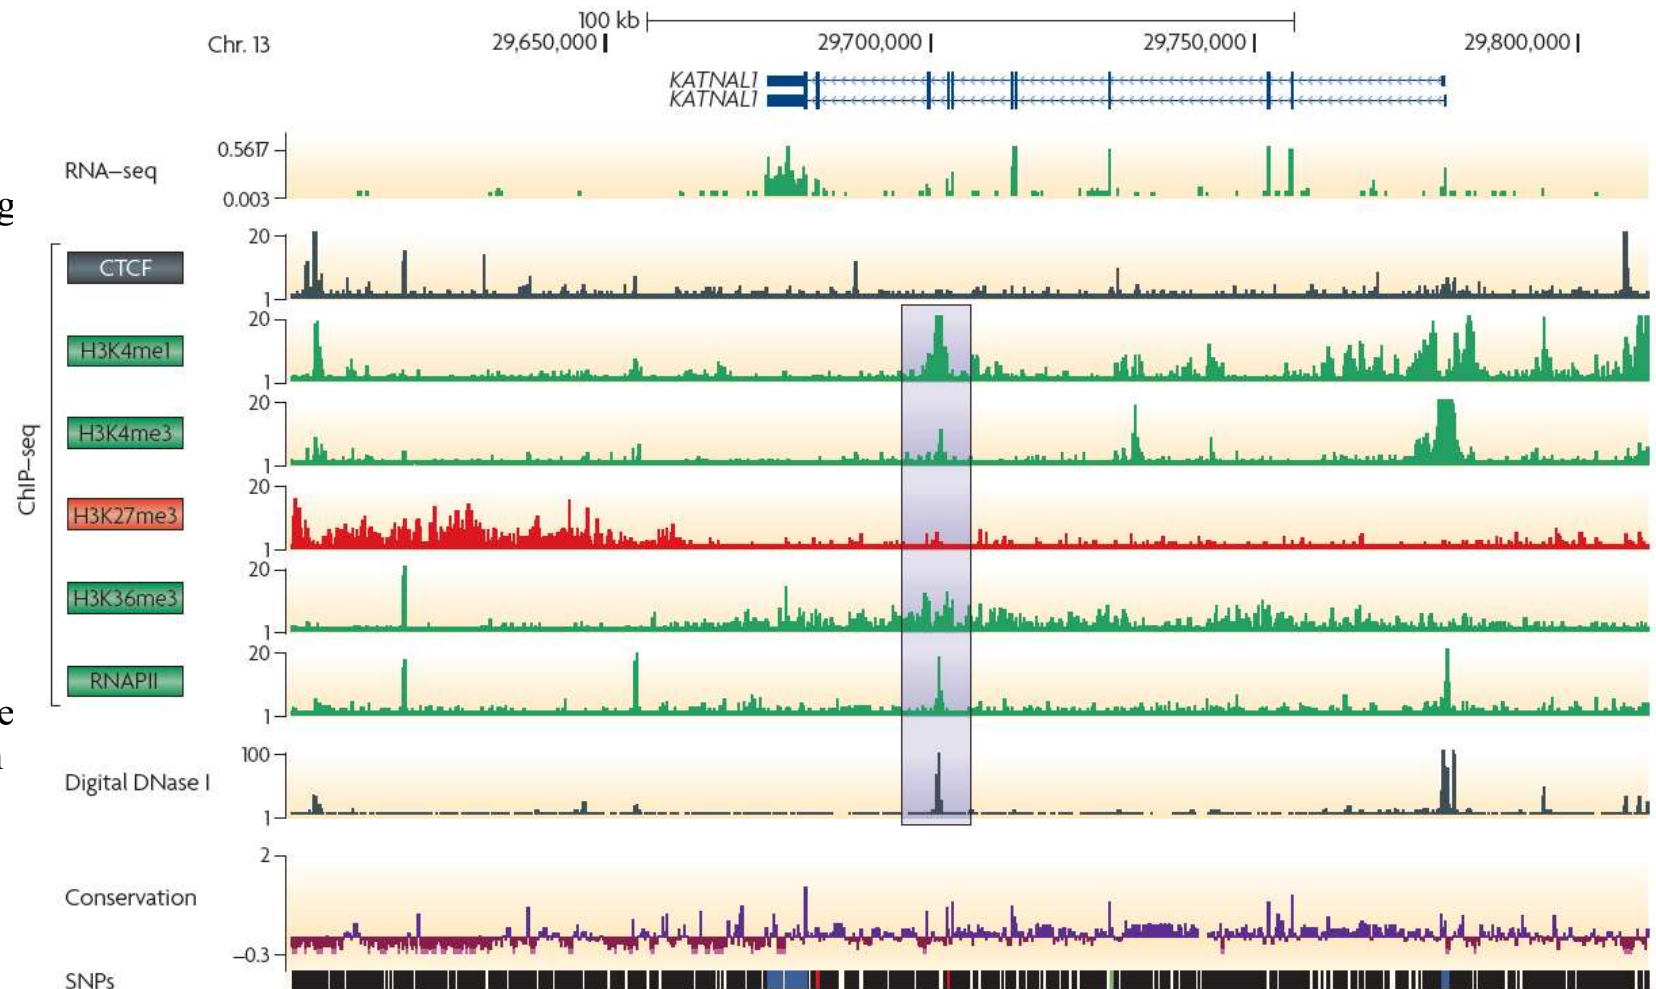 100 kb
Chr. 13 29,650,000 29,700,000 29,750,000 29,800,000
KATNAL1
KATNAL1
RNA–seq
0.5617
0.003
g
ChIP–seq
CTCF
20
1
H3K4me1
20
1
H3K4me3
20
1
H3K27me3
20
1
H3K36me3
20
1
RNAPII
20
1
e
Digital DNase I
100
1
Conservation
2
–0.3
SNPs